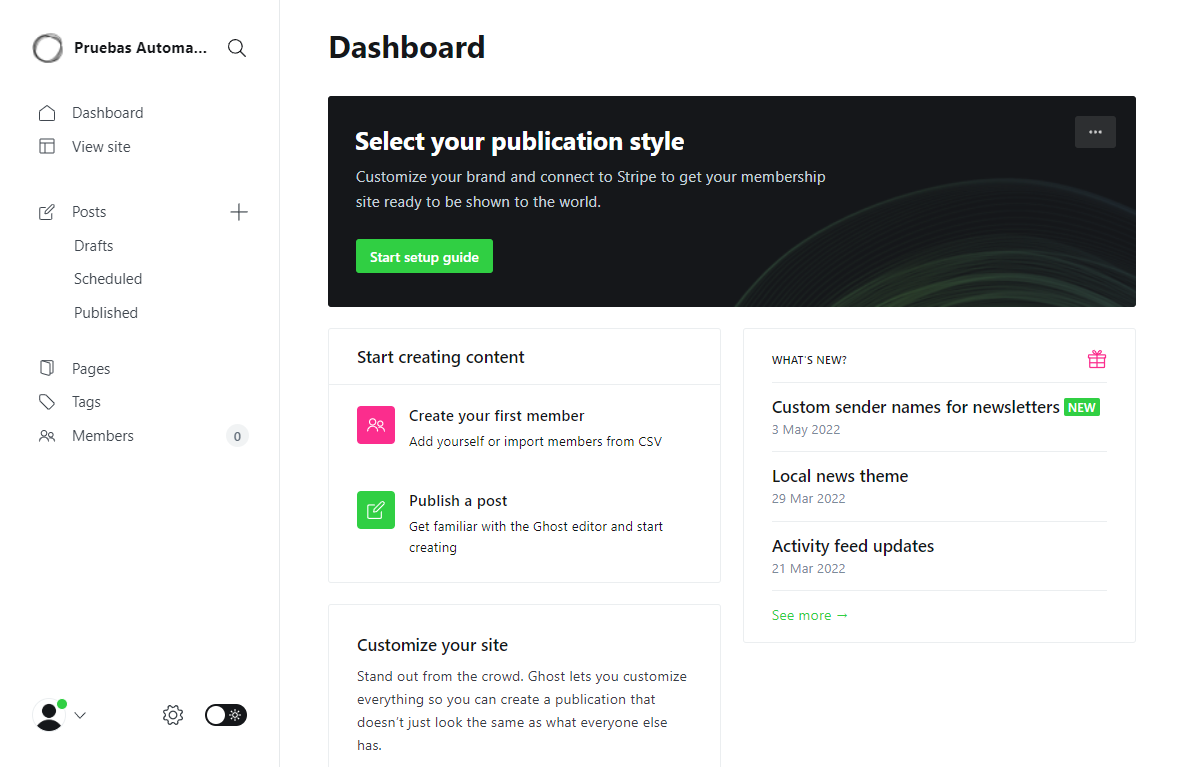 Pruebas Automa...
Dashboard
View site
Posts
Drafts
Scheduled
Published
Pages
Tags
Members
0
Dashboard
Select your publication style
Customize your brand and connect to Stripe to get your membership
site ready to be shown to the world.
Start setup guide
Start creating content
Create your first member
Add yourself or import members from CSV
Publish a post
Get familiar with the Ghost editor and start
creating
Customize your site
Stand out from the crowd. Ghost lets you customize
everything so you can create a publication that
doesn’t just look the same as what everyone else
has.
WHAT’S NEW?
Custom sender names for newsletters NEW
3 May 2022
Local news theme
29 Mar 2022
Activity feed updates
21 Mar 2022
See more →